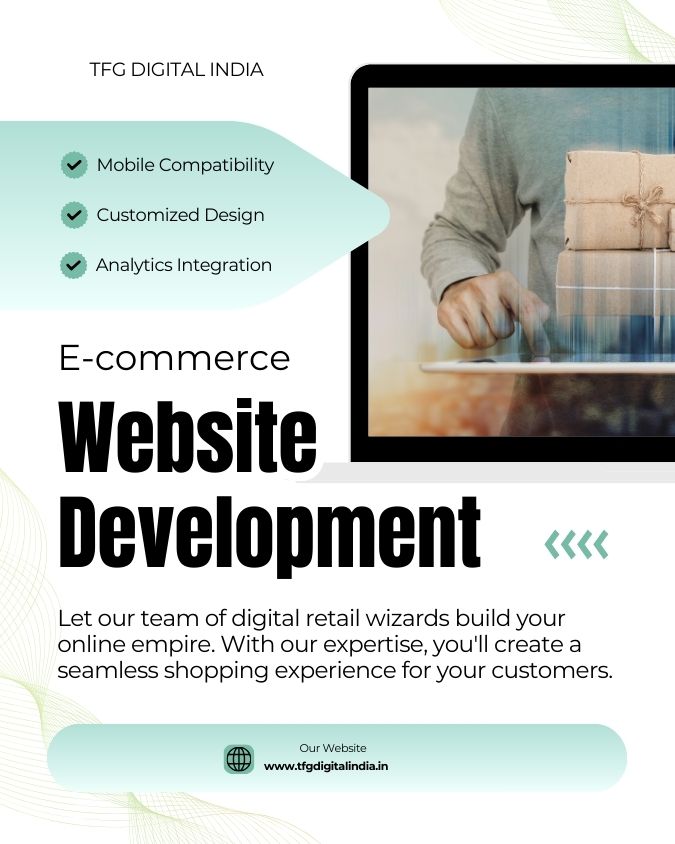 TFG DIGITAL INDIA
Mobile Compatibility
Customized Design
Analytics Integration
E-commerce
Website
Development
Let our team of digital retail wizards build your
online empire. With our expertise, you'll create a
seamless shopping experience for your customers.
Our Website
www.tfgdigitalindia.in